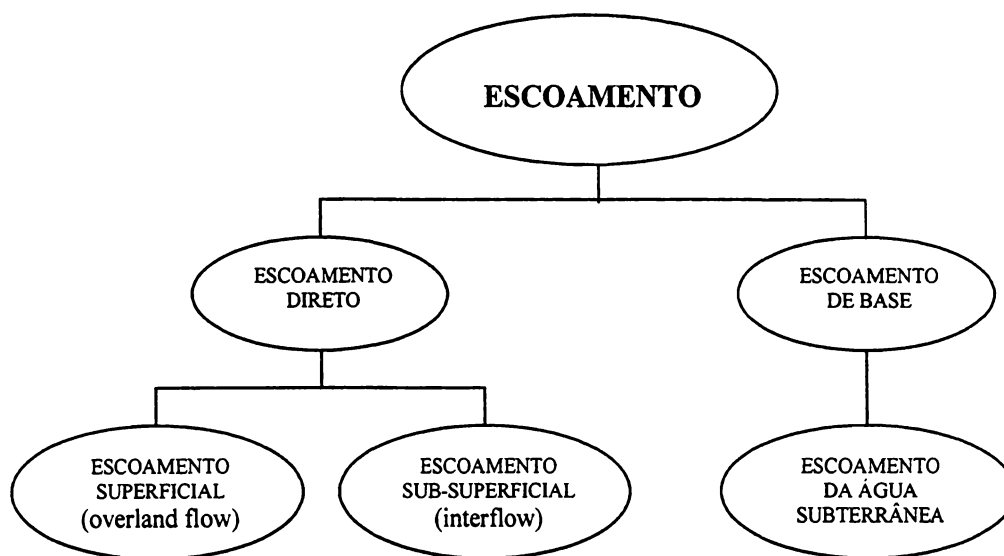 ESCOAMENTO
ESCOAMENTO
DIRETO
ESCOAMENTO
DE BASE
ESCOAMENTO
SUPERFICIAL
(overland flow)
ESCOAMENTO
SUB-SUPERFICIAL
(interflow)
ESCOAMENTO
DA ÁGUA
SUBTERRÂNEA